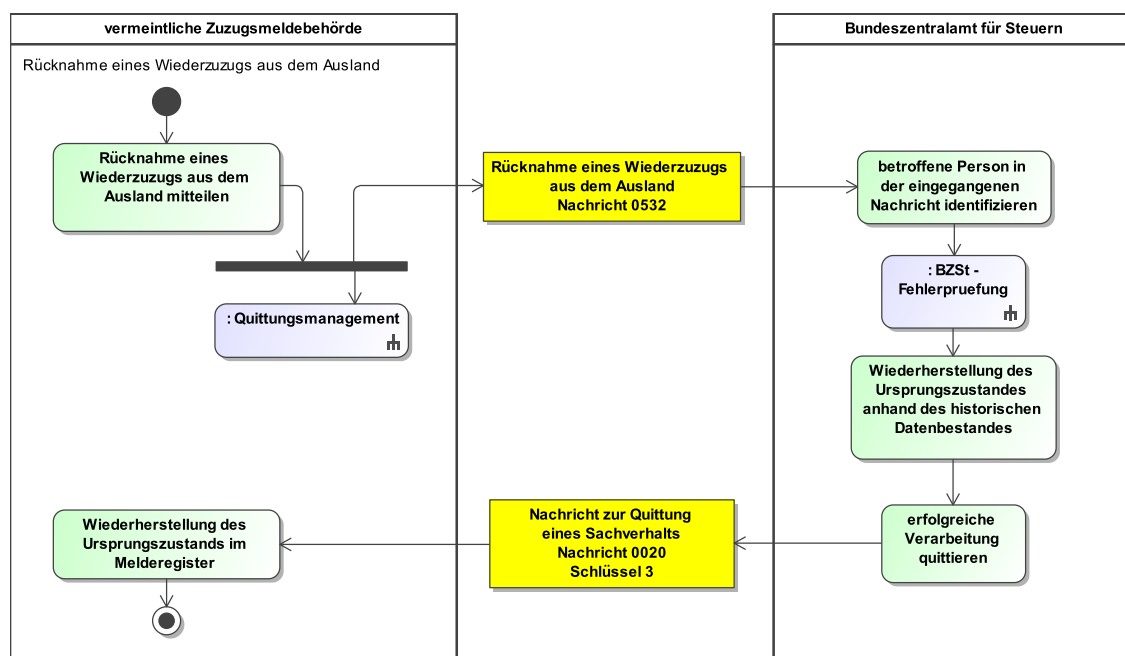 vermeintliche Zuzugsmeldebehörde
Bundeszentralamt für Steuern
Rücknahme eines Wiederzuzugs aus dem Ausland
Rücknahme eines
Wiederzuzugs aus dem
Ausland mitteilen
: Quittungsmanagement
Rücknahme eines Wiederzuzugs
aus dem Ausland
Nachricht 0532
betroffene Person in
der eingegangenen
Nachricht identifizieren
: BZSt -
Fehlerpruefung
Wiederherstellung des
Ursprungszustandes
anhand des historischen
Datenbestandes
erfolgreiche
Verarbeitung
quittieren
Nachricht zur Quittung
eines Sachverhalts
Nachricht 0020
Schlüssel 3
Wiederherstellung des
Ursprungszustands im
Melderegister